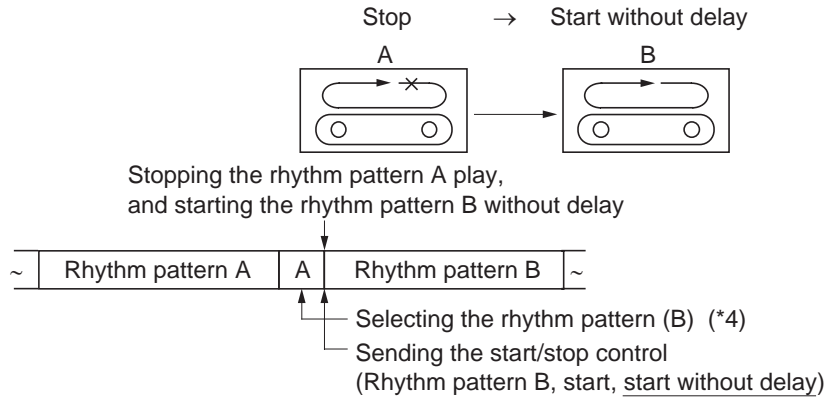 Stop → Start without delay
A B
Stopping the rhythm pattern A play,
and starting the rhythm pattern B without delay
~ Rhythm pattern A A Rhythm pattern B ~
Selecting the rhythm pattern (B) (*4)
Sending the start/stop control
(Rhythm pattern B, start, start without delay)